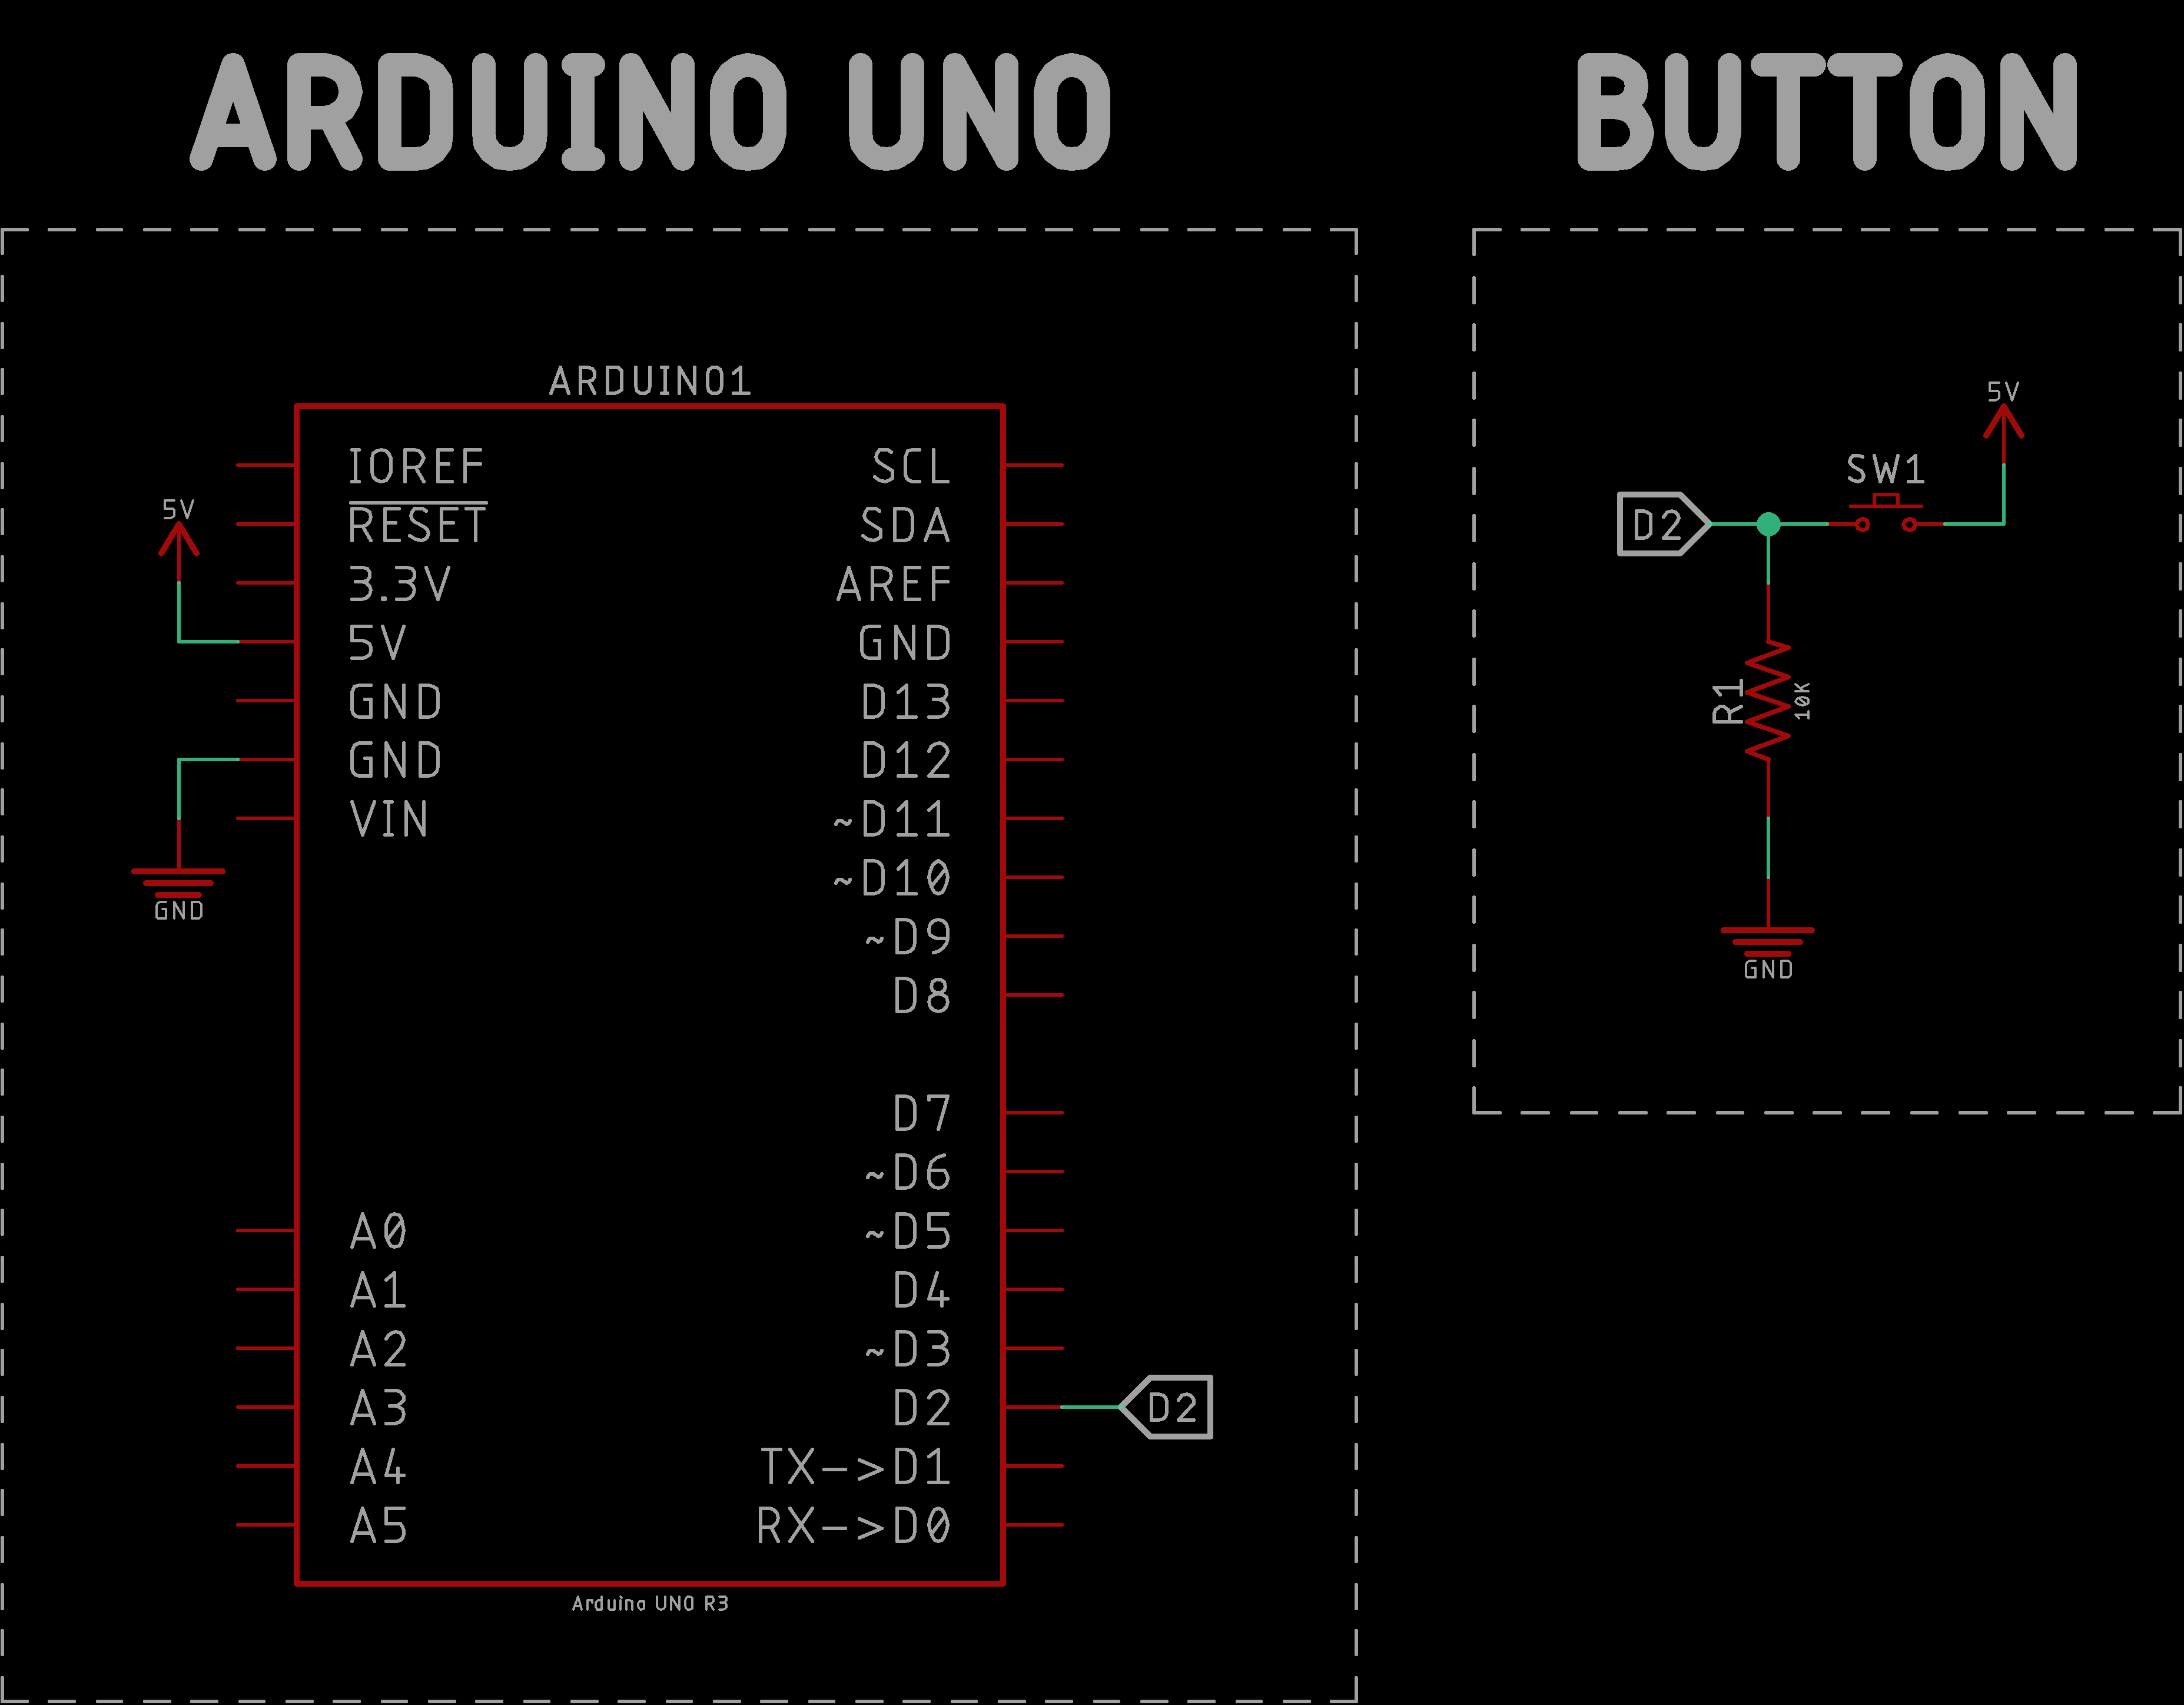 ARDUINO UNO
BUTTON
ARDUINO1
IOREF
RESET
3.3V
5V
GND
GND
VIN
A0
A1
A2
A3
A4
A5
SCL
SDA
AREF
GND
D13
D12
~D11
~D10
~D9
D8
D7
~D6
~D5
D4
~D3
D2
TX->D1
RX->D0
5V
GND
D2
Arduino UNO R3
5V
SW1
D2
R1
10K
GND